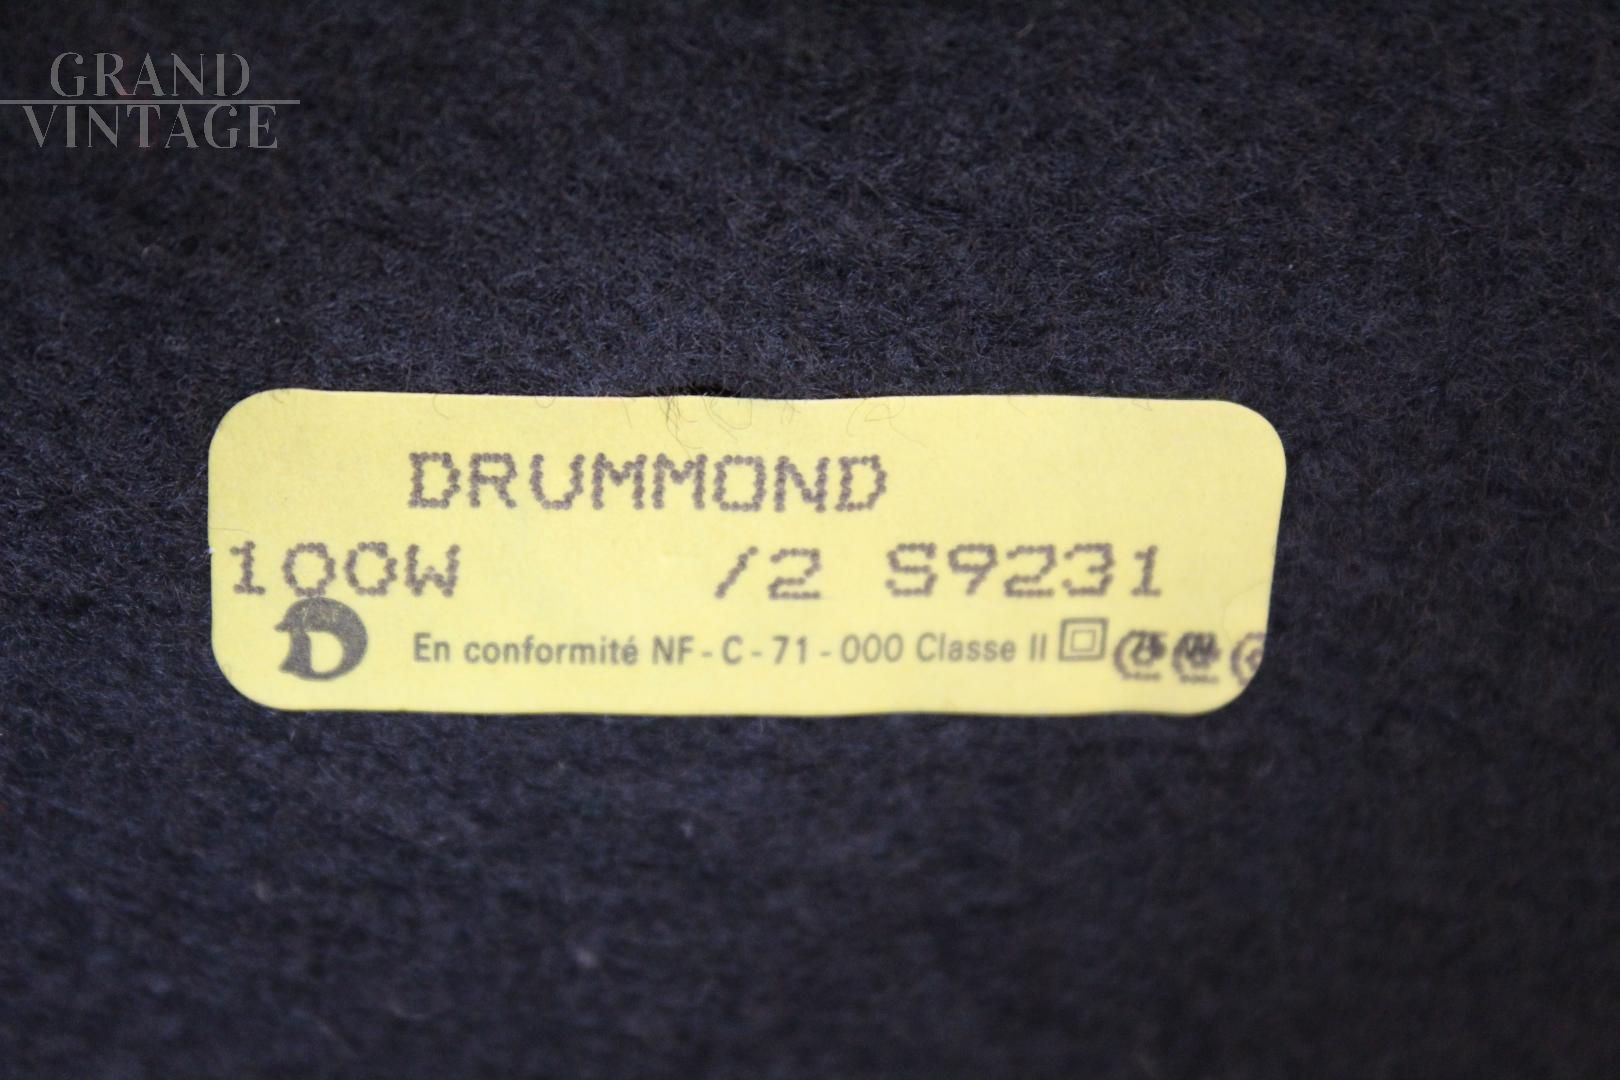 GRAND
VINTAGE
DRUMMOND
100W /2 S9231
D En conformité NF-C-71-000 Classe II